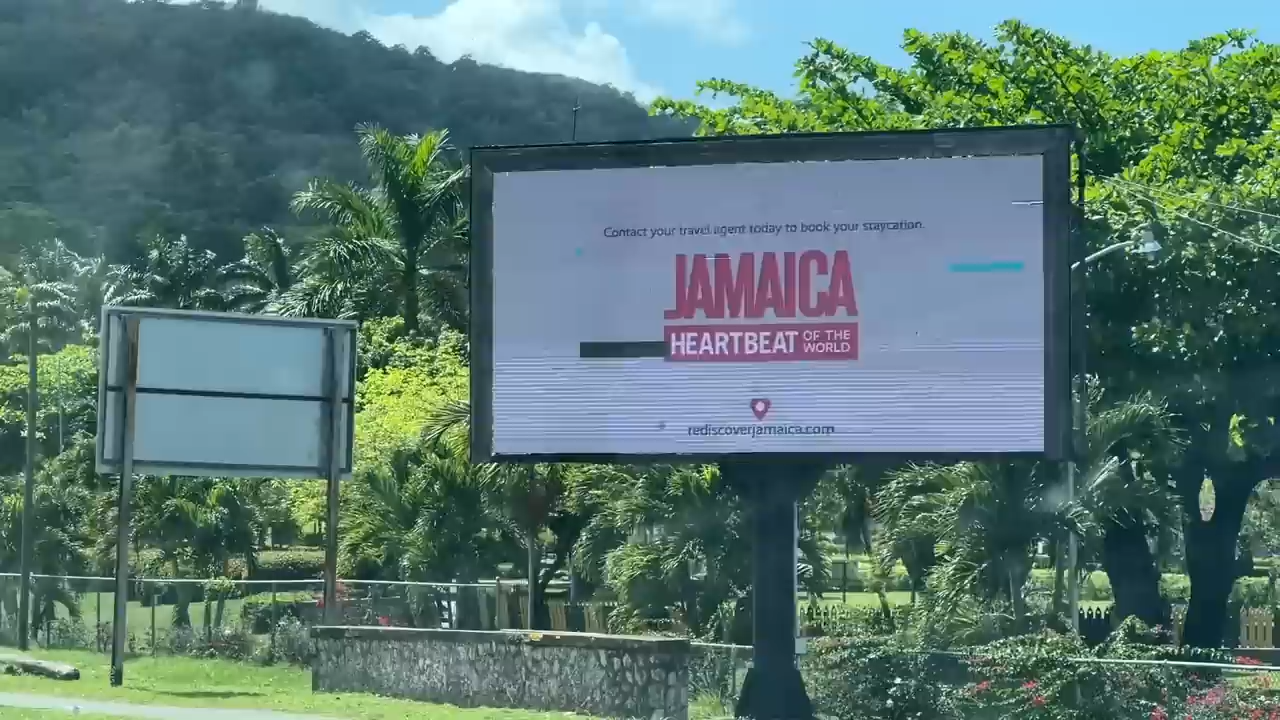 Contact your travel agent today to book your staycation.
JAMAICA
HEARTBEAT OF THE WORLD
rediscoverjamaica.com